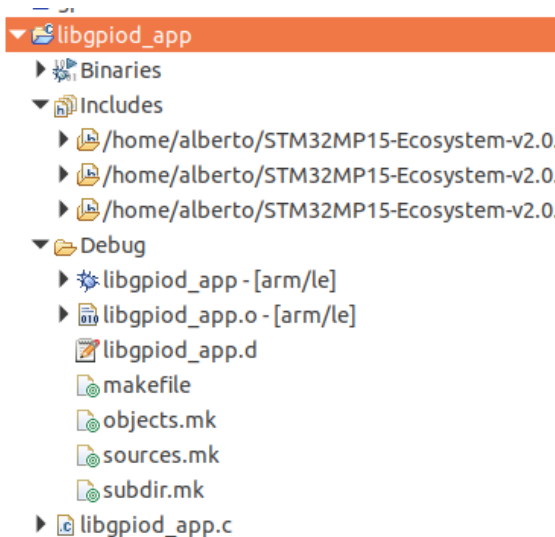 libgpiod_app
Binaries
Includes
/home/alberto/STM32MP15-Ecosystem-v2.0.
/home/alberto/STM32MP15-Ecosystem-v2.0.
/home/alberto/STM32MP15-Ecosystem-v2.0.
Debug
libgpiod_app - [arm/le]
libgpiod_app.o - [arm/le]
libgpiod_app.d
makefile
objects.mk
sources.mk
subdir.mk
libgpiod_app.c